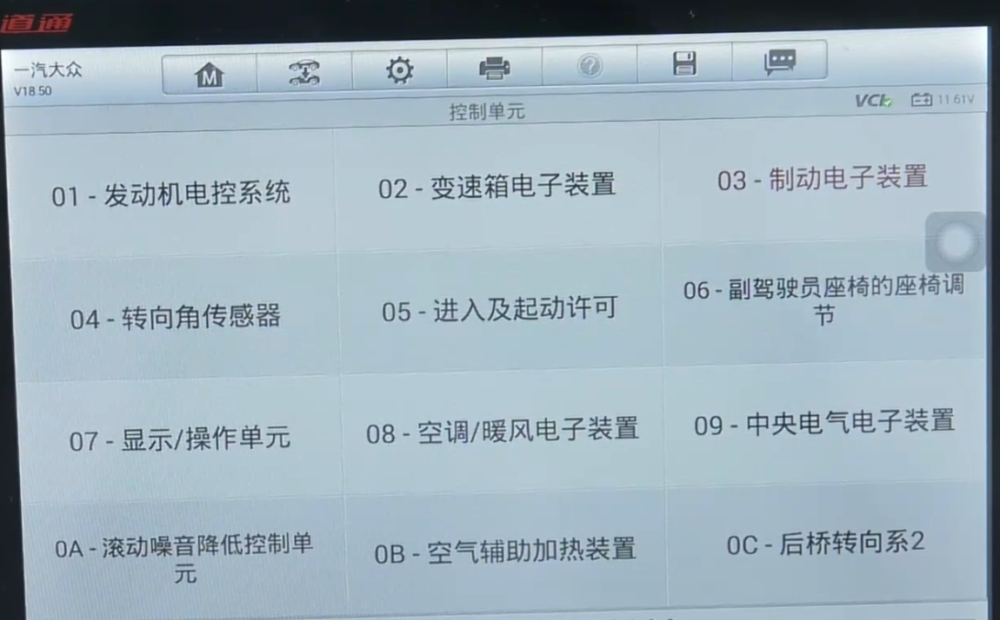 道通
一汽大众
V18.50
M
控制单元
VCI
11.61V
01 - 发动机电控系统
02 - 变速箱电子装置
03 - 制动电子装置
04 - 转向角传感器
05 - 进入及起动许可
06 - 副驾驶员座椅的座椅调
节
07 - 显示/操作单元
08 - 空调/暖风电子装置
09 - 中央电气电子装置
0A - 滚动噪音降低控制单
元
0B - 空气辅助加热装置
0C - 后桥转向系2